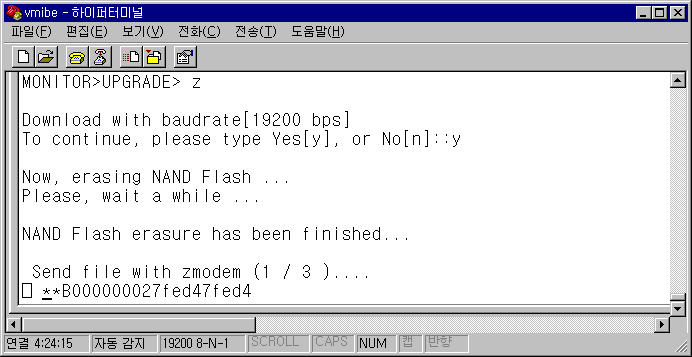 vmibe - 하이퍼터미널
파일(F) 편집(E) 보기(V) 전화(C) 전송(T) 도움말(H)
MONITOR>UPGRADE> z
Download with baudrate[19200 bps]
To continue, please type Yes[y], or No[n]::y
Now, erasing NAND Flash ...
Please, wait a while ...
NAND Flash erasure has been finished...
Send file with zmodem (1 / 3 )....
**B000000027fed47fed4
연결 4:24:15 자동 감지 19200 8-N-1 SCROLL CAPS NUM 캡 반향